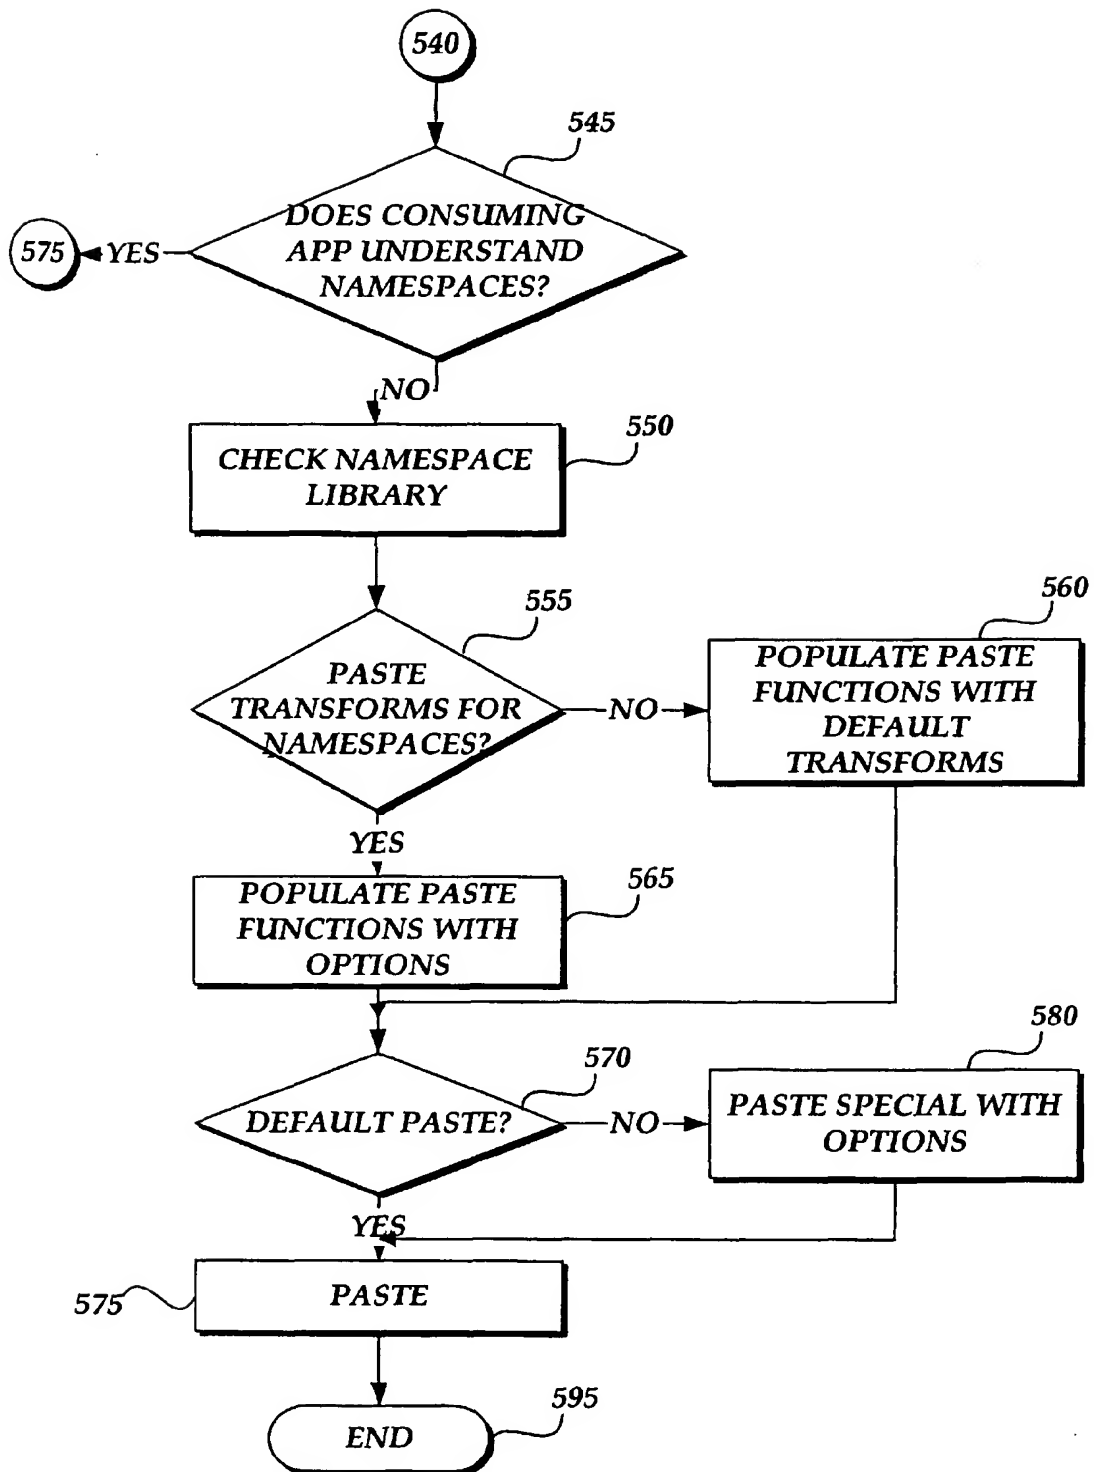 540
545
DOES CONSUMING
APP UNDERSTAND
NAMESPACES?
575
YES
NO
550
CHECK NAMESPACE
LIBRARY
555
PASTE
TRANSFORMS FOR
NAMESPACES?
NO
560
POPULATE PASTE
FUNCTIONS WITH
DEFAULT
TRANSFORMS
YES
565
POPULATE PASTE
FUNCTIONS WITH
OPTIONS
570
DEFAULT PASTE?
NO
580
PASTE SPECIAL WITH
OPTIONS
YES
575
PASTE
595
END